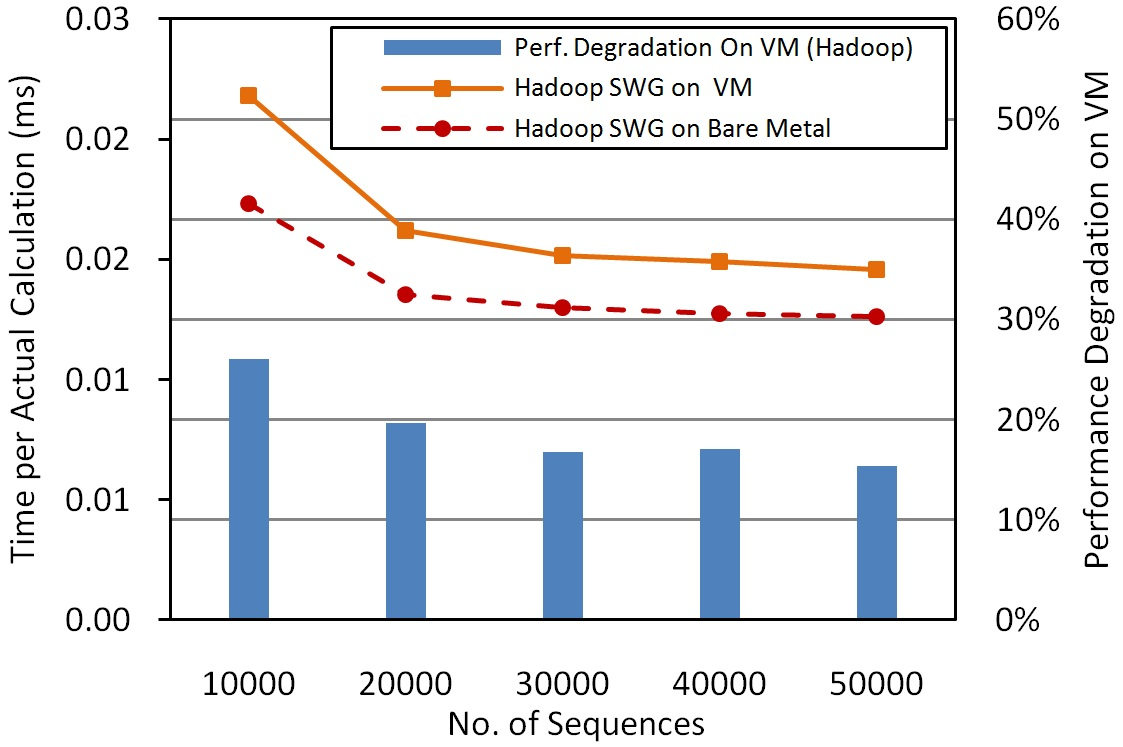 Perf. Degradation On VM (Hadoop)
Hadoop SWG on VM
Hadoop SWG on Bare Metal
Time per Actual Calculation (ms)
0.03
0.02
0.02
0.01
0.01
0.00
60%
50%
40%
30%
20%
10%
0%
Performance Degradation on VM
10000 20000 30000 40000 50000
No. of Sequences